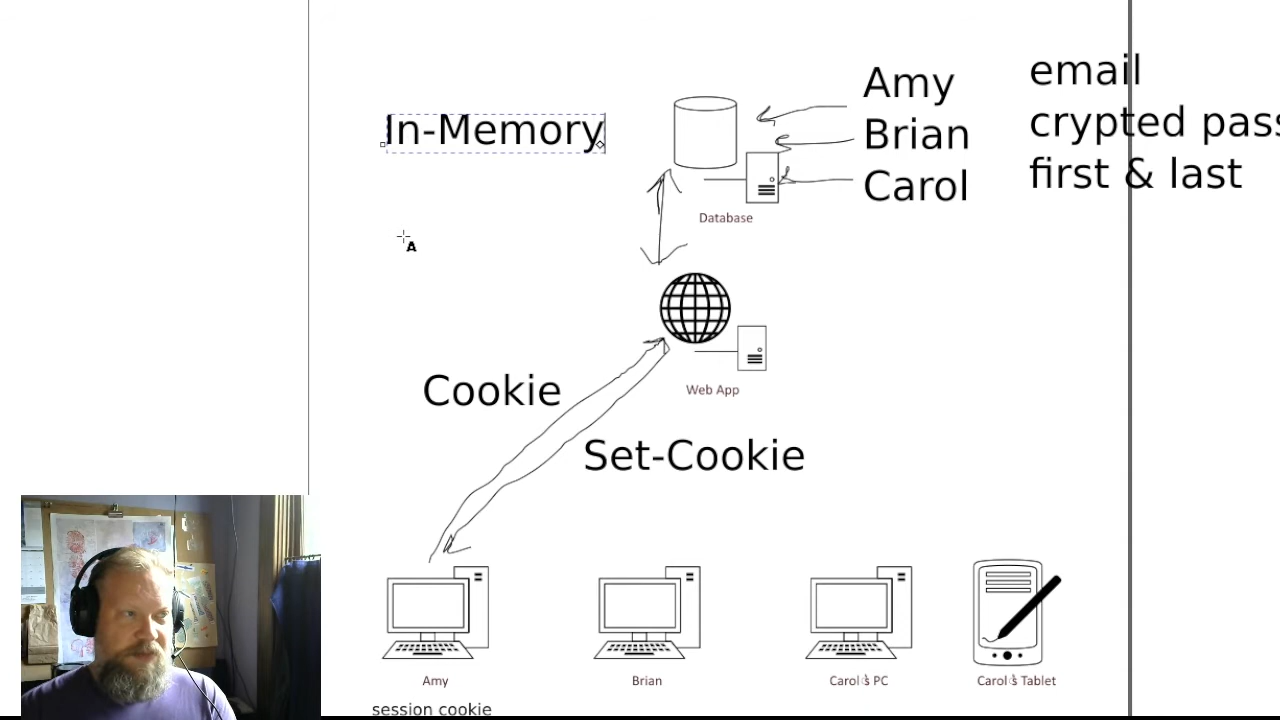 In-Memory
Amy
Brian
Carol
email
crypted pass
first & last
Database
A
Web App
Cookie
Set-Cookie
Amy
Brian
Carol's PC
Carol's Tablet
session cookie